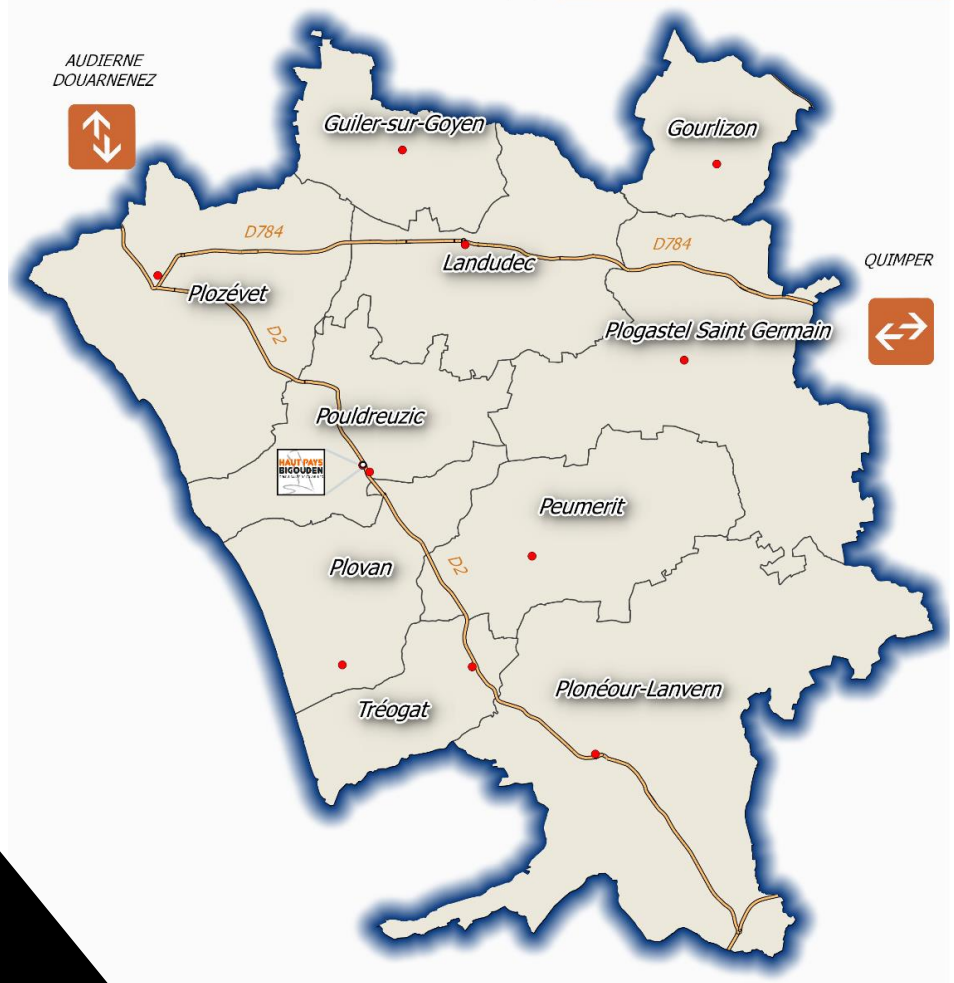 AUDIERNE
DOUARNENEZ
Guiler-sur-Goyen
Gourlizon
D784
D784
Landudec
QUIMPER
Plozévet
Plogastel Saint Germain
D2
Pouldreuzic
HAUT PAYS
BIGOUDEN
Peumerit
D2
Plovan
Plonéour-Lanvern
Tréogat